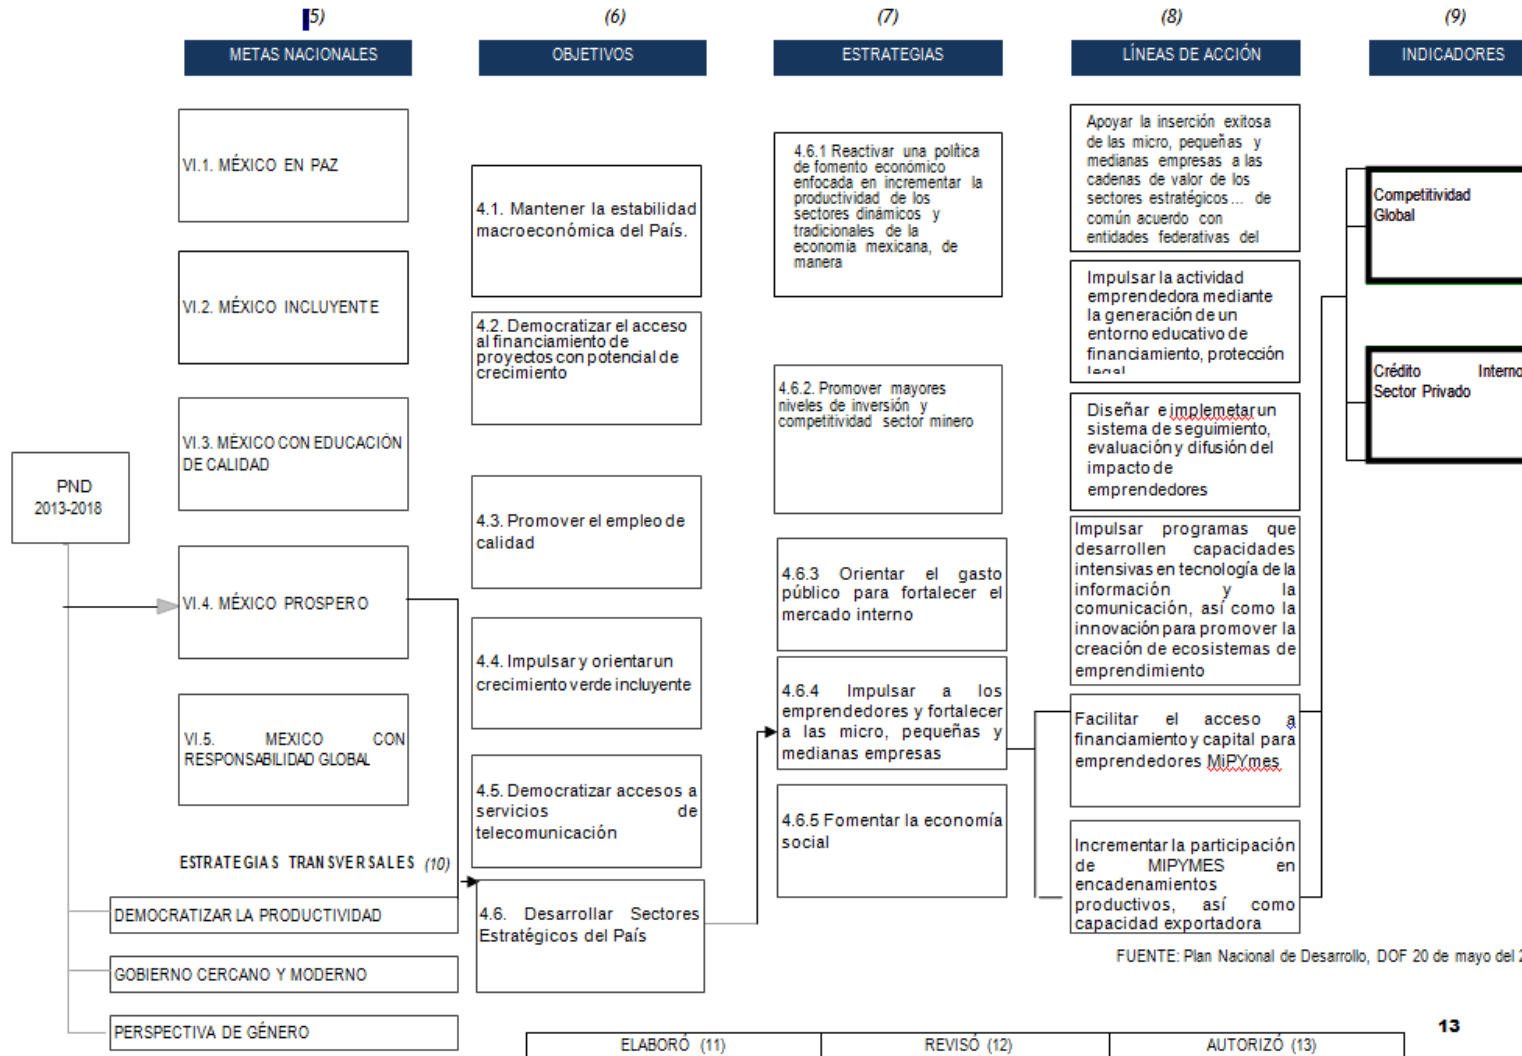 5)
(6)
(7)
(8)
(9)
METAS NACIONALES
OBJETIVOS
ESTRATEGIAS
LÍNEAS DE ACCIÓN
INDICADORES
PND
2013-2018
VI.1. MÉXICO EN PAZ
VI.2. MÉXICO INCLUYENTE
VI.3. MÉXICO CON EDUCACIÓN
DE CALIDAD
VI.4. MÉXICO PROSPERO
VI.5. MEXICO CON
RESPONSABILIDAD GLOBAL
ESTRATEGIAS TRANSVERSALES (10)
DEMOCRATIZAR LA PRODUCTIVIDAD
GOBIERNO CERCANO Y MODERNO
PERSPECTIVA DE GÉNERO
4.1. Mantener la estabilidad
macroeconómica del País.
4.2. Democratizar el acceso
al financiamiento de
proyectos con potencial de
crecimiento
4.3. Promover el empleo de
calidad
4.4. Impulsar y orientar un
crecimiento verde incluyente
4.5. Democratizar accesos a
servicios de
telecomunicación
4.6. Desarrollar Sectores
Estratégicos del País
4.6.1 Reactivar una política
de fomento económico
enfocada en incrementar la
productividad de los
sectores dinámicos y
tradicionales de la
economía mexicana, de
manera
4.6.2. Promover mayores
niveles de inversión y
competitividad sector minero
4.6.3 Orientar el gasto
público para fortalecer el
mercado interno
4.6.4 Impulsar a los
emprendedores y fortalecer
a las micro, pequeñas y
medianas empresas
4.6.5 Fomentar la economía
social
Apoyar la inserción exitosa
de las micro, pequeñas y
medianas empresas a las
cadenas de valor de los
sectores estratégicos... de
común acuerdo con
entidades federativas del
Impulsar la actividad
emprendedora mediante
la generación de un
entorno educativo de
financiamiento, protección
legal
Diseñar e implemetar un
sistema de seguimiento,
evaluación y difusión del
impacto de
emprendedores
Impulsar programas que
desarrollen capacidades
intensivas en tecnología de la
información y la
comunicación, así como la
innovación para promover la
creación de ecosistemas de
emprendimiento
Facilitar el acceso a
financiamiento y capital para
emprendedores MiPYmes
Incrementar la participación
de MIPYMES en
encadenamientos
productivos, así como
capacidad exportadora
Competitividad
Global
Crédito Interno
Sector Privado
FUENTE: Plan Nacional de Desarrollo, DOF 20 de mayo del 2
13
ELABORÓ (11)
REVISÓ (12)
AUTORIZÓ (13)